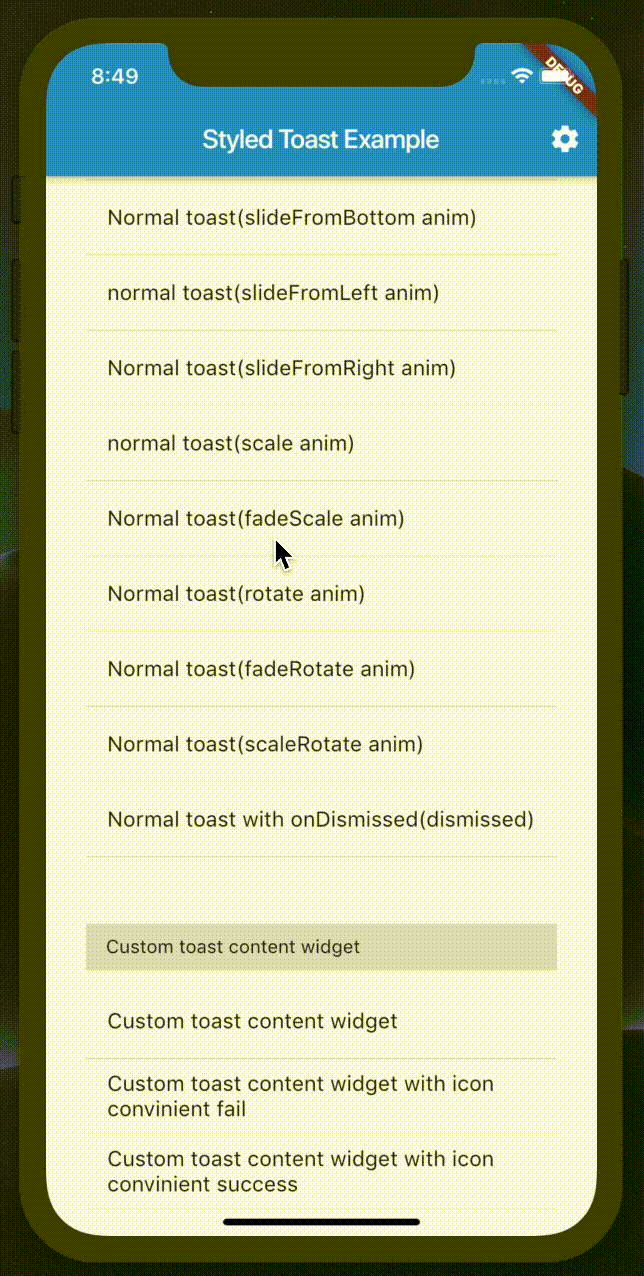 8:49
DEBUG
Styled Toast Example
Normal toast(slideFromBottom anim)
normal toast(slideFromLeft anim)
Normal toast(slideFromRight anim)
normal toast(scale anim)
Normal toast(fadeScale anim)
Normal toast(rotate anim)
Normal toast(fadeRotate anim)
Normal toast(scaleRotate anim)
Normal toast with onDismissed(dismissed)
Custom toast content widget
Custom toast content widget
Custom toast content widget with icon
convinient fail
Custom toast content widget with icon
convinient success